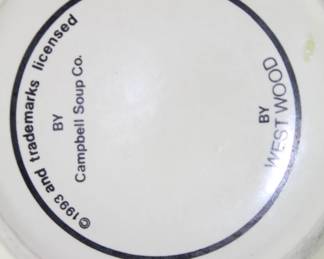 ©1993 and trademarks licensed
BY
Campbell Soup Co.
BY
WESTWOOD